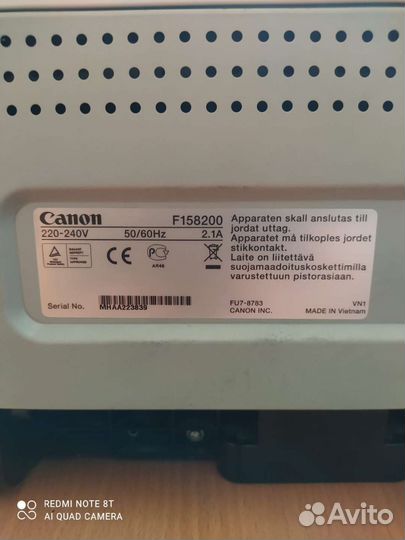 Canon F158200
220-240V 50/60Hz 2.1A
Apparaten skall anslutas till
jordat uttag.
Apparatet må tilkoples jordet
stikkontakt.
Laite on liitettävä
suojamaadoituskoskettimilla
varustettuun pistorasiaan.
CE
AR46
Serial No. MHAA223839
FU7-8783 VN1
CANON INC. MADE IN Vietnam
REDMI NOTE 8T
AI QUAD CAMERA
Avito